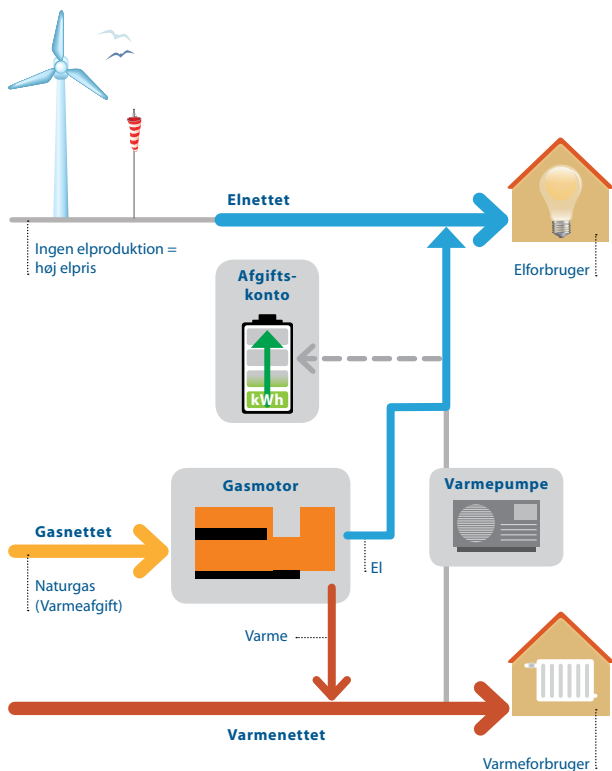 Elnettet
Ingen elproduktion =
høj elpris
Elforbruger
Afgifts-
konto
kWh
Gasmotor
Varmepumpe
Gasnettet
El
Naturgas
(Varmeafgift)
Varme
Varmenettet
Varmeforbruger